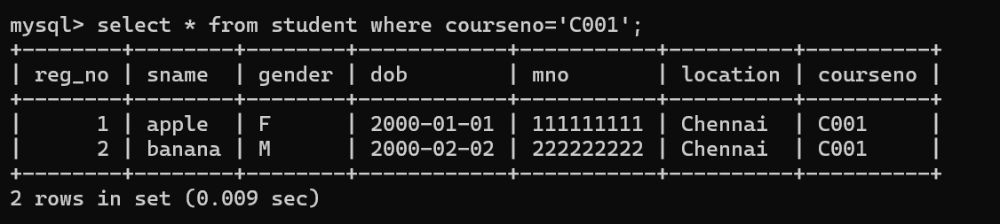 mysql> select * from student where courseno='C001';
+--------+--------+--------+------------+-----------+----------+----------+
| reg_no | sname  | gender | dob        | mno       | location | courseno |
+--------+--------+--------+------------+-----------+----------+----------+
|      1 | apple  | F      | 2000-01-01 | 111111111 | Chennai  | C001     |
|      2 | banana | M      | 2000-02-02 | 222222222 | Chennai  | C001     |
+--------+--------+--------+------------+-----------+----------+----------+
2 rows in set (0.009 sec)